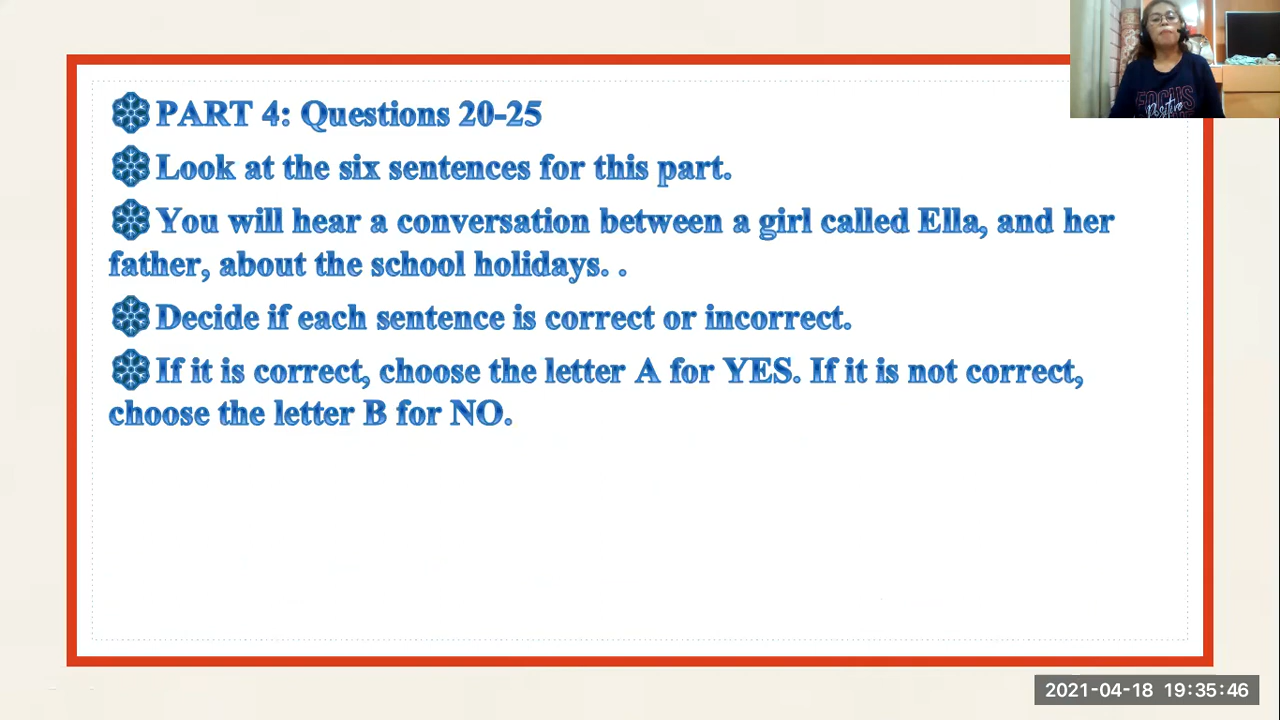 PART 4: Questions 20-25
Look at the six sentences for this part.
You will hear a conversation between a girl called Ella, and her
father, about the school holidays. .
Decide if each sentence is correct or incorrect.
If it is correct, choose the letter A for YES. If it is not correct,
choose the letter B for NO.
FOCUS
Positive
2021-04-18 19:35:46